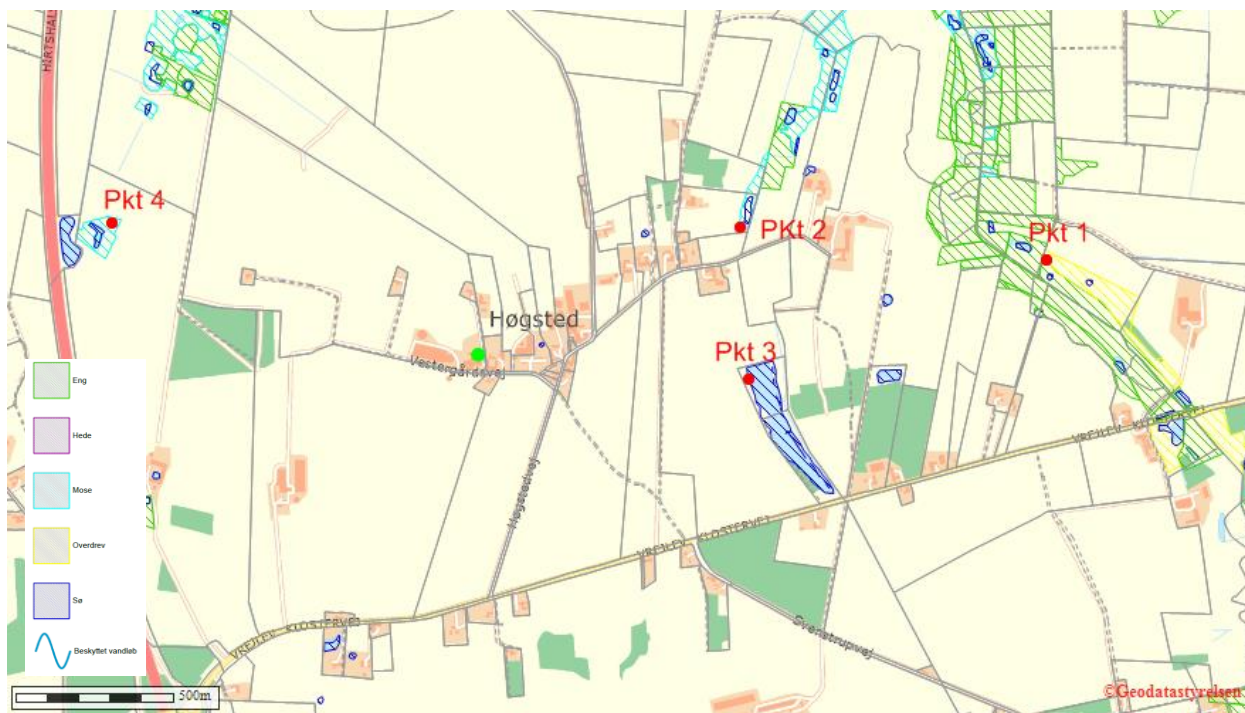 HIRTSHAL
Pkt 4
PKt 2
Pkt 1
Høgsted
Pkt 3
Vestergårdsvej
Eng
Hede
Mose
Overdrev
Sø
Beskyttet vandløb
Høgstedvej
VREJLEV KLOSTERVEJ
VREJLEV KLOSTERVEJ
VREJLEV KLOSTERVEJ
Svenstrupvej
500m
©Geodatastyrelsen